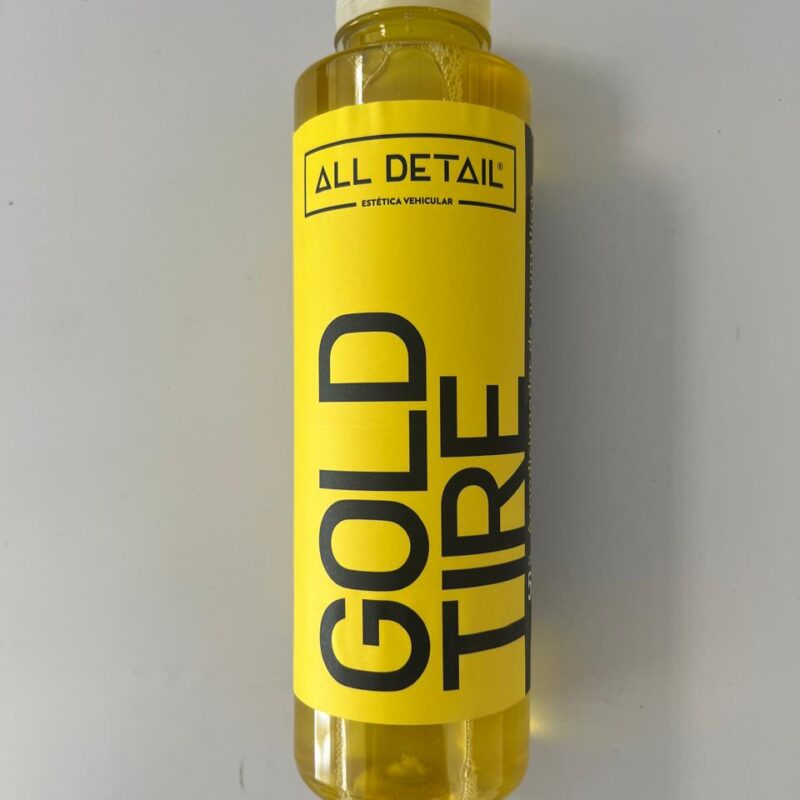 ALL DETAIL®
ESTÉTICA VEHICULAR
GOLD
TIRE